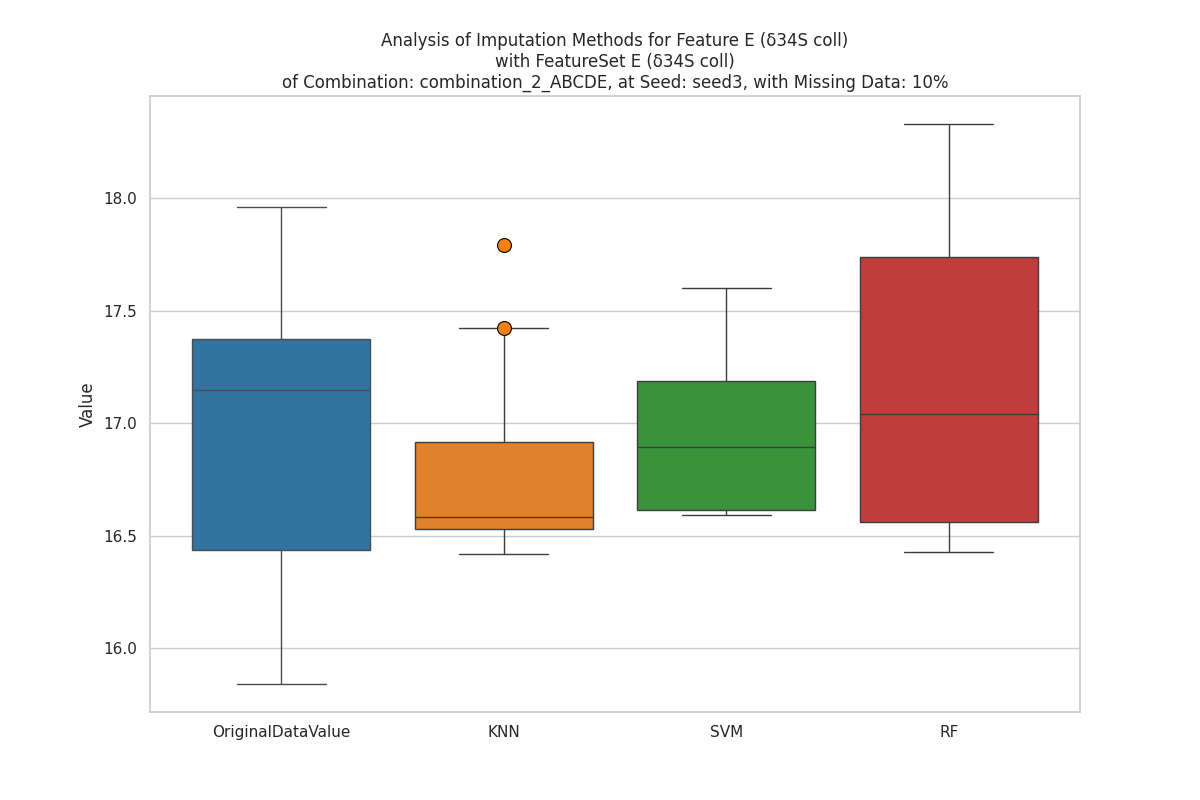 Analysis of Imputation Methods for Feature E (δ34S coll)
with FeatureSet E (δ34S coll)
of Combination: combination_2_ABCDE, at Seed: seed3, with Missing Data: 10%
18.0
17.5
17.0
16.5
16.0
Value
OriginalDataValue
KNN
SVM
RF